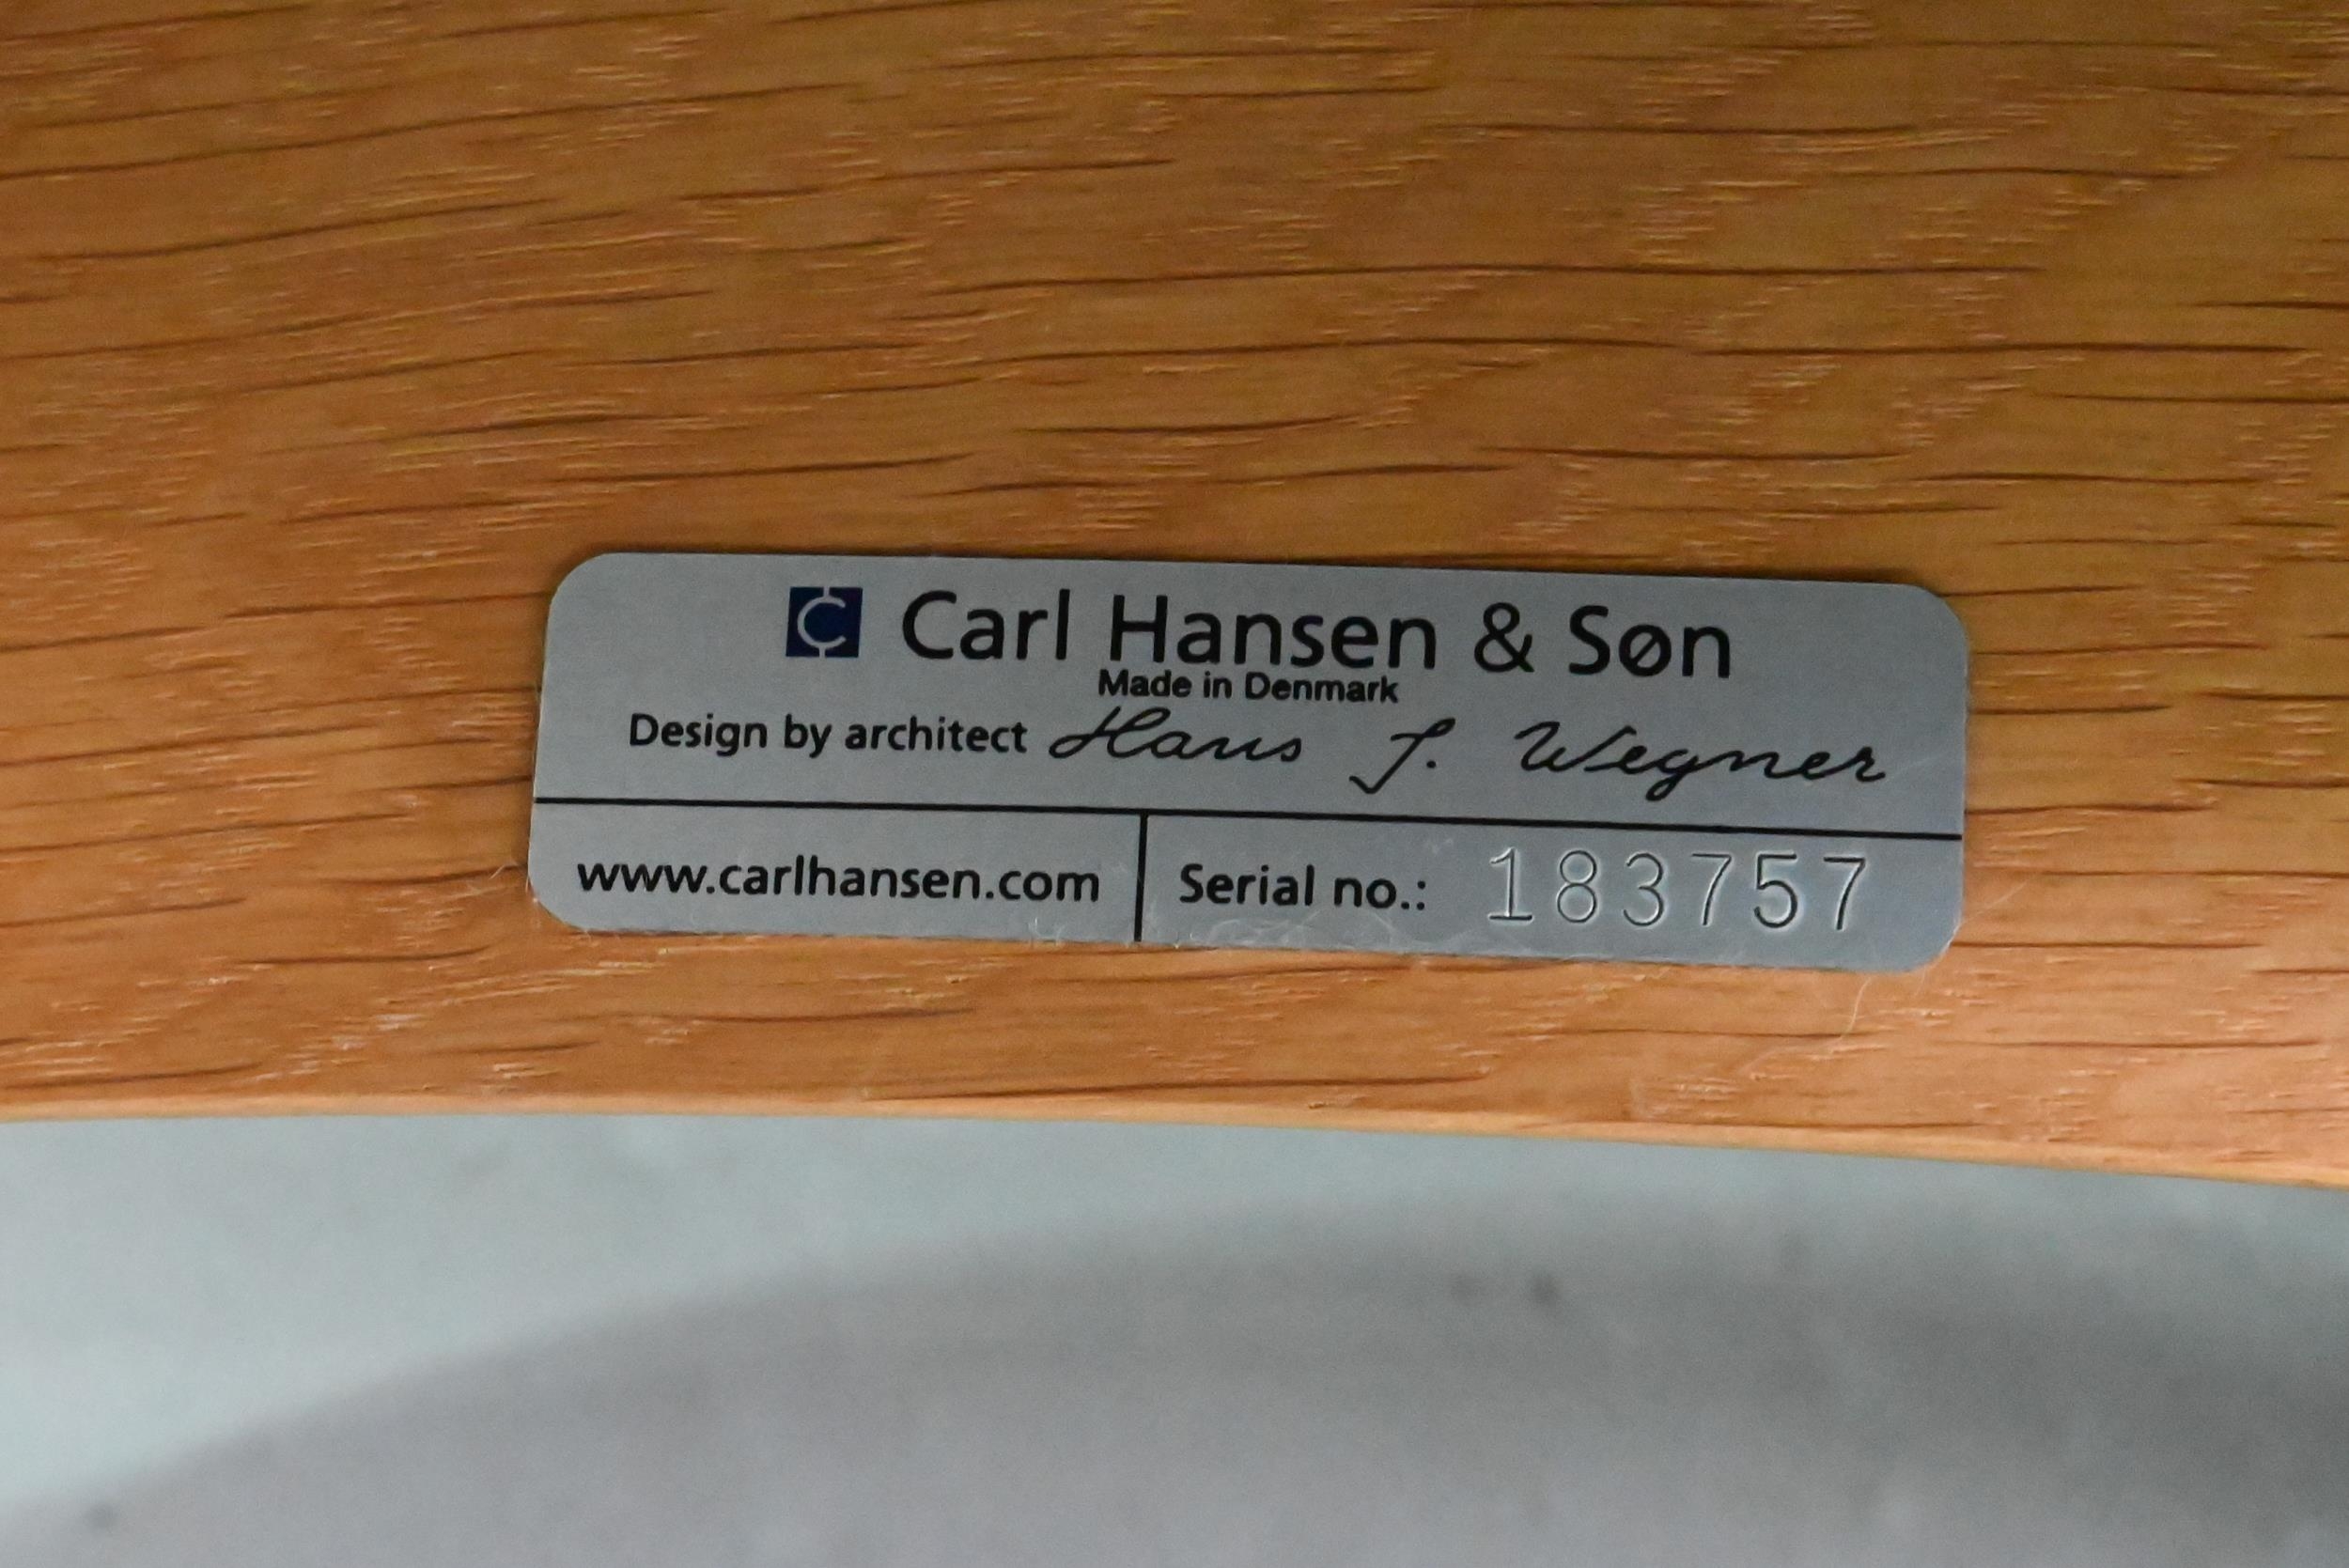 Carl Hansen & Søn
Made in Denmark
Design by architect Hans J. Wegner
www.carlhansen.com
Serial no.: 183757